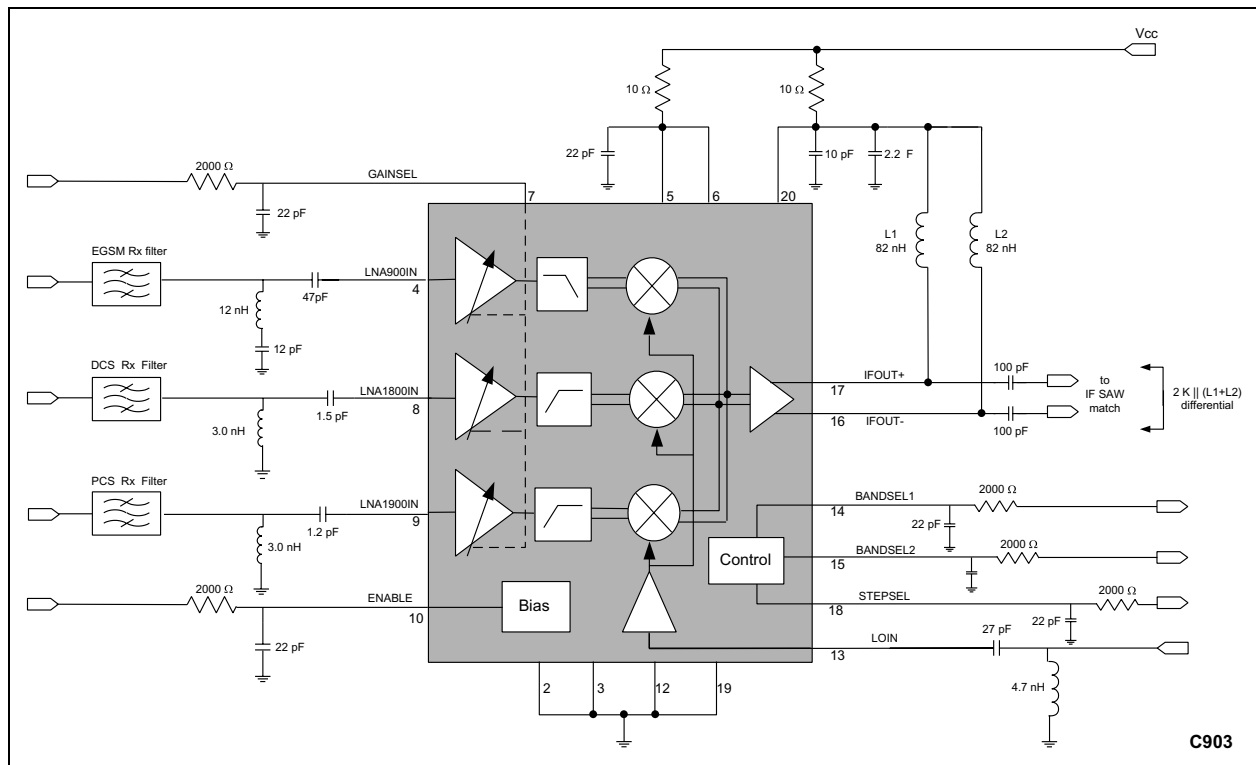 Vcc
10 Ω
10 Ω
22 pF
10 pF
2.2 F
2000 Ω
GAINSEL
22 pF
7
5
6
20
L1
82 nH
L2
82 nH
EGSM Rx filter
LNA900IN
4
47pF
12 nH
12 pF
DCS Rx Filter
LNA1800IN
8
1.5 pF
3.0 nH
IFOUT+
17
100 pF
IFOUT-
16
100 pF
to
IF SAW
match
2 K || (L1+L2)
differential
PCS Rx Filter
LNA1900IN
9
1.2 pF
3.0 nH
BANDSEL1
14
2000 Ω
22 pF
Control
BANDSEL2
15
2000 Ω
2000 Ω
ENABLE
10
22 pF
Bias
STEPSEL
18
2000 Ω
22 pF
LOIN
13
27 pF
4.7 nH
2
3
12
19
C903